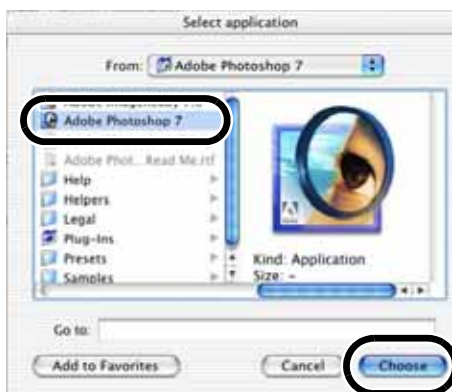 Select application
From: Adobe Photoshop 7
Adobe Photoshop 7
Adobe Phot... Read Me.rtf
Help
Helpers
Legal
Plug-Ins
Presets
Samples
Kind: Application
Size: -
Go to:
Add to Favorites
Cancel
Choose